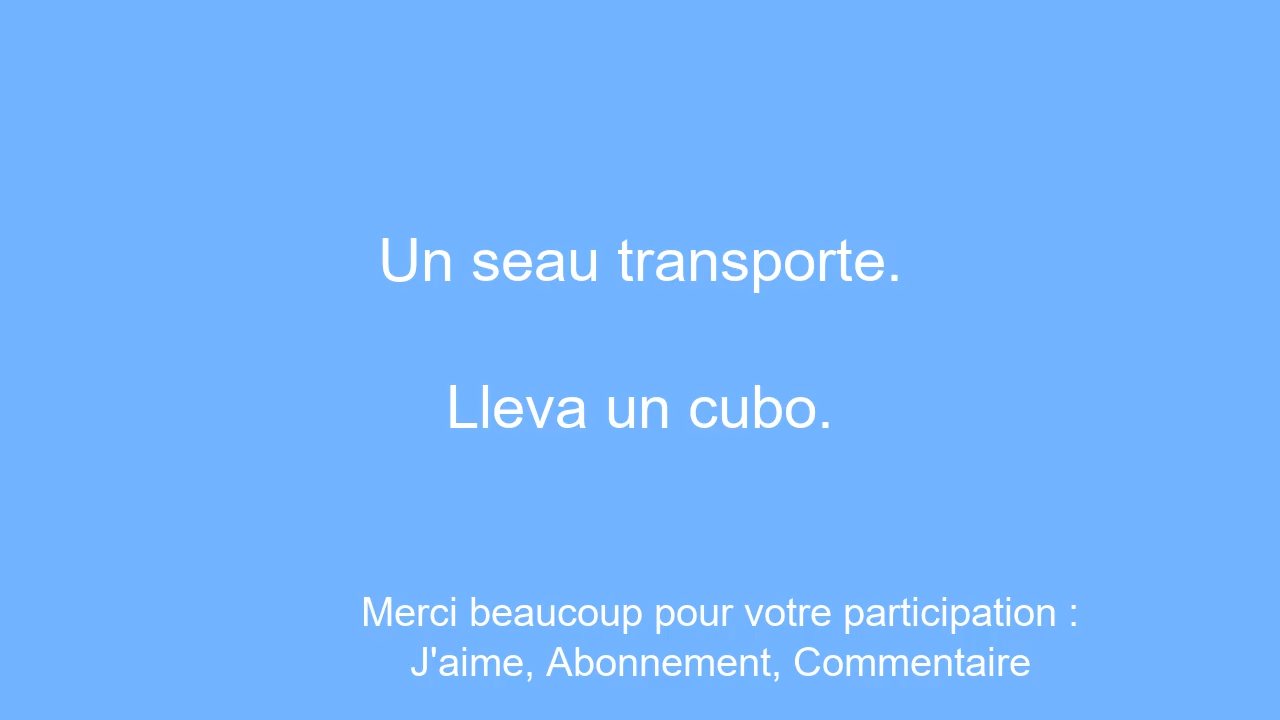 Un seau transporte.
Lleva un cubo.
Merci beaucoup pour votre participation :
J'aime, Abonnement, Commentaire